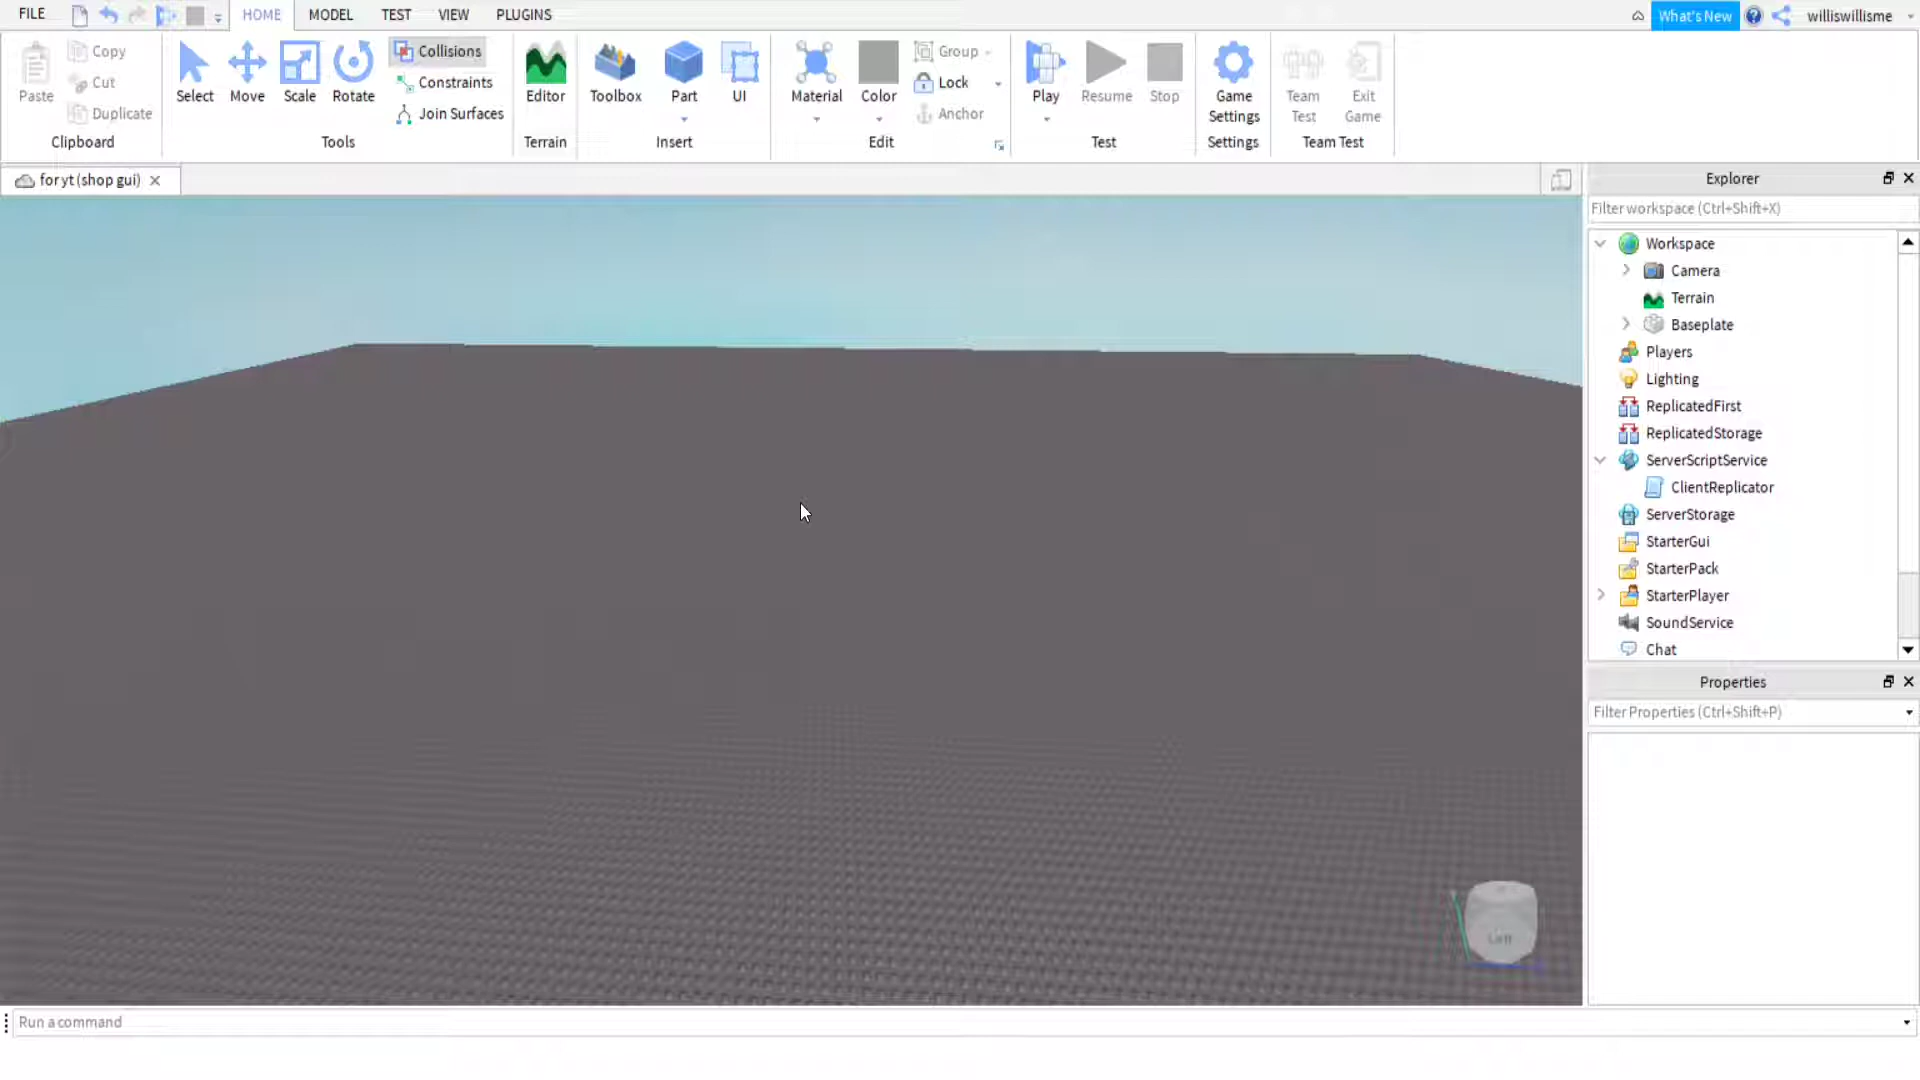 FILE HOME MODEL TEST VIEW PLUGINS What's New williswillisme
Paste Copy Cut Duplicate
Clipboard
Select Move Scale Rotate Collisions Constraints Join Surfaces
Tools
Editor
Terrain
Toolbox Part UI
Insert
Material Color Group Lock Anchor
Edit
Play Resume Stop
Test
Game Settings
Settings
Team Test Exit Game
Team Test
for yt (shop gui)
Explorer
Filter workspace (Ctrl+Shift+X)
Workspace
Camera
Terrain
Baseplate
Players
Lighting
ReplicatedFirst
ReplicatedStorage
ServerScriptService
ClientReplicator
ServerStorage
StarterGui
StarterPack
StarterPlayer
SoundService
Chat
Properties
Filter Properties (Ctrl+Shift+P)
Left
Run a command